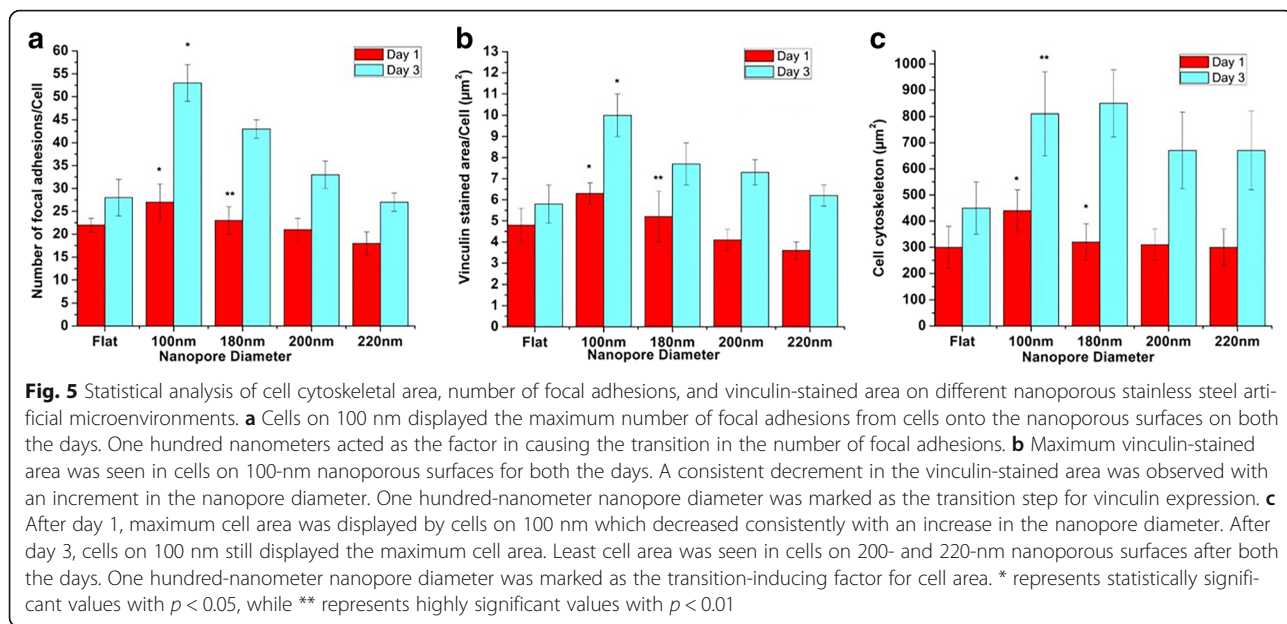 a
60
55
50
45
40
35
30
25
20
15
10
5
0
Number of focal adhesions/Cell
*
*
**
Day 1
Day 3
Flat 100nm 180nm 200nm 220nm
Nanopore Diameter
b
13
12
11
10
9
8
7
6
5
4
3
2
1
0
Vinculin stained area/Cell (µm²)
*
*
**
Day 1
Day 3
Flat 100nm 180nm 200nm 220nm
Nanopore Diameter
c
1000
900
800
700
600
500
400
300
200
100
0
Cell cytoskeleton (µm²)
**
*
*
Day 1
Day 3
Flat 100nm 180nm 200nm 220nm
Nanopore Diameter
Fig. 5 Statistical analysis of cell cytoskeletal area, number of focal adhesions, and vinculin-stained area on different nanoporous stainless steel arti-
ficial microenvironments. a Cells on 100 nm displayed the maximum number of focal adhesions from cells onto the nanoporous surfaces on both
the days. One hundred nanometers acted as the factor in causing the transition in the number of focal adhesions. b Maximum vinculin-stained
area was seen in cells on 100-nm nanoporous surfaces for both the days. A consistent decrement in the vinculin-stained area was observed with
an increment in the nanopore diameter. One hundred-nanometer nanopore diameter was marked as the transition step for vinculin expression. c
After day 1, maximum cell area was displayed by cells on 100 nm which decreased consistently with an increase in the nanopore diameter. After
day 3, cells on 100 nm still displayed the maximum cell area. Least cell area was seen in cells on 200- and 220-nm nanoporous surfaces after both
the days. One hundred-nanometer nanopore diameter was marked as the transition-inducing factor for cell area. * represents statistically signifi-
cant values with p < 0.05, while ** represents highly significant values with p < 0.01